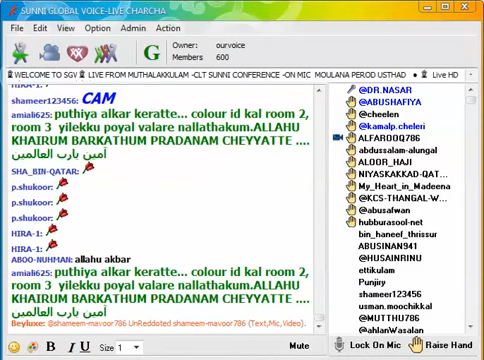 SUNNI GLOBAL VOICE-LIVE CHARCHA
File Edit View Option Admin Action
G
Owner: ourvoice
Members 600
WELCOME TO SGV LIVE FROM MUTHALAKKULAM -CLT SUNNI CONFERENCE -ON MIC MOULANA PEROD USTHAD Live HD
HIRA-1:
shameer123456: CAM
amiali625: puthiya alkar keratte... colour id kal room 2,
room 3 yilekku poyal valare nallathakum.ALLAHU
KHAIRUM BARKATHUM PRADANAM CHEYYATTE ....
آمين يارب العالمين
SHA_BIN-QATAR:
p.shukoor:
p.shukoor:
p.shukoor:
HIRA-1:
HIRA-1:
ABOO-NUHMAN: allahu akbar
amiali625: puthiya alkar keratte... colour id kal room 2,
room 3 yilekku poyal valare nallathakum.ALLAHU
KHAIRUM BARKATHUM PRADANAM CHEYYATTE ....
آمين يارب العالمين
Beyluxe: @shameem-mavoor786 UnReddoted shameem-mavoor786 (Text,Mic,Video).
@DR.NASAR
@ABUSHAFIYA
@cheelen
@kamalp.cheleri
ALFAROOQ786
abdussalam-alungal
ALOOR_HAJI
NIYASKAKKAD-QAT...
My_Heart_in_Madeena
@KCS-THANGAL-W...
@abusafwan
hubburasool-net
bin_haneef_thrissur
ABUSINAN941
@HUSAINRINU
ettikulam
Punjiry
shameer123456
usman.moochikkal
@MUTTHU786
@ahlanWasalan
B I U Size 1 Mute
Lock On Mic Raise Hand